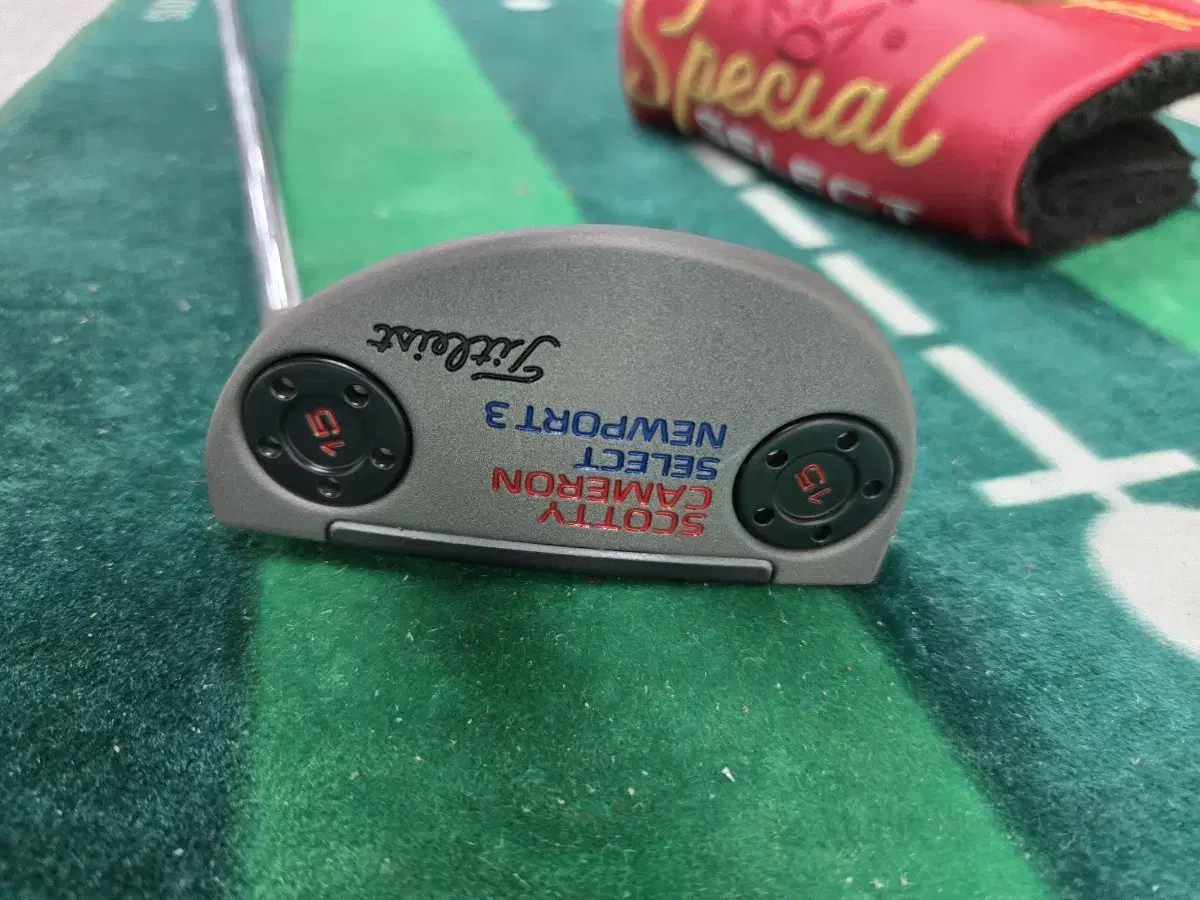 Special
SELECT
Titleist
SCOTTY
CAMERON
SELECT
NEWPORT 3
15
15